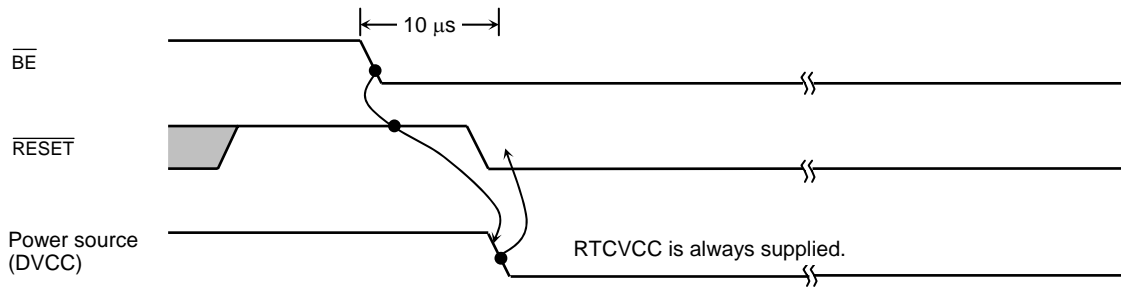 10 μs
BE
RESET
Power source
(DVCC)
RTCVCC is always supplied.